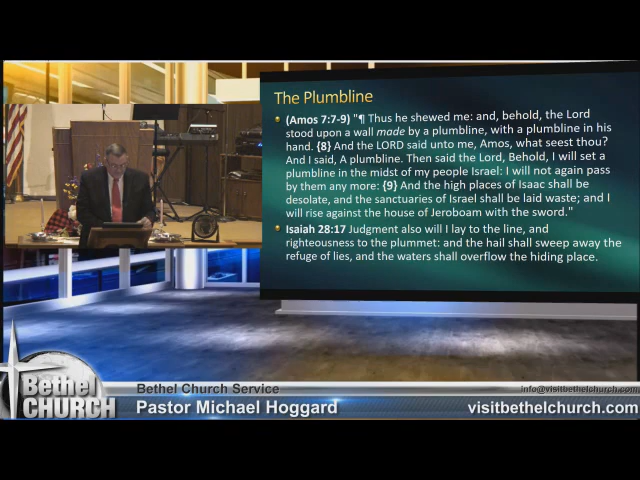 The Plumbline
(Amos 7:7-9) "¶ Thus he shewed me: and, behold, the Lord
stood upon a wall made by a plumbline, with a plumbline in his
hand. {8} And the LORD said unto me, Amos, what seest thou?
And I said, A plumbline. Then said the Lord, Behold, I will set a
plumbline in the midst of my people Israel: I will not again pass
by them any more: {9} And the high places of Isaac shall be
desolate, and the sanctuaries of Israel shall be laid waste; and I
will rise against the house of Jeroboam with the sword."
Isaiah 28:17 Judgment also will I lay to the line, and
righteousness to the plummet: and the hail shall sweep away the
refuge of lies, and the waters shall overflow the hiding place.
Bethel
CHURCH
Bethel Church Service
info@visitbethelchurch.com
Pastor Michael Hoggard
visitbethelchurch.com